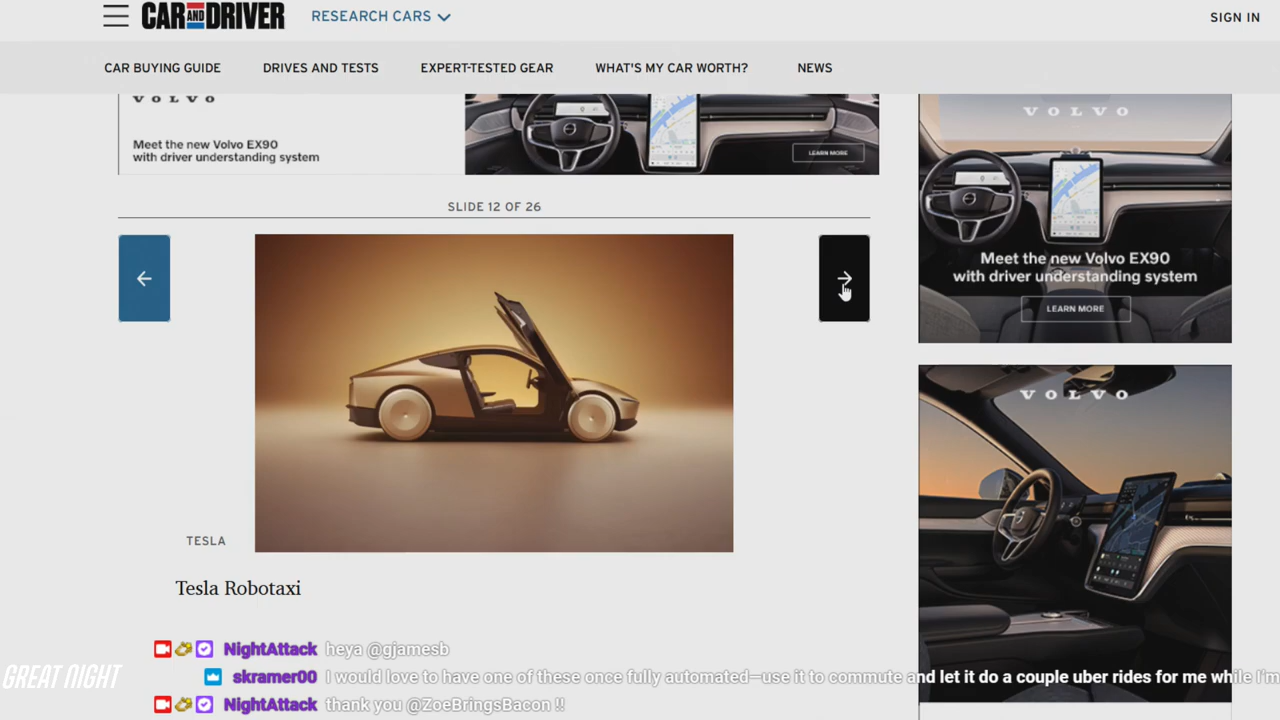 CAR AND DRIVER
RESEARCH CARS
SIGN IN
CAR BUYING GUIDE
DRIVES AND TESTS
EXPERT-TESTED GEAR
WHAT'S MY CAR WORTH?
NEWS
VOLVO
Meet the new Volvo EX90
with driver understanding system
LEARN MORE
VOLVO
Meet the new Volvo EX90
with driver understanding system
LEARN MORE
SLIDE 12 OF 26
VOLVO
TESLA
Tesla Robotaxi
NightAttack heya @gjamesb
skramer00 I would love to have one of these once fully automated—use it to commute and let it do a couple uber rides for me while I'm
NightAttack thank you @ZoeBringsBacon !!
GREAT NIGHT